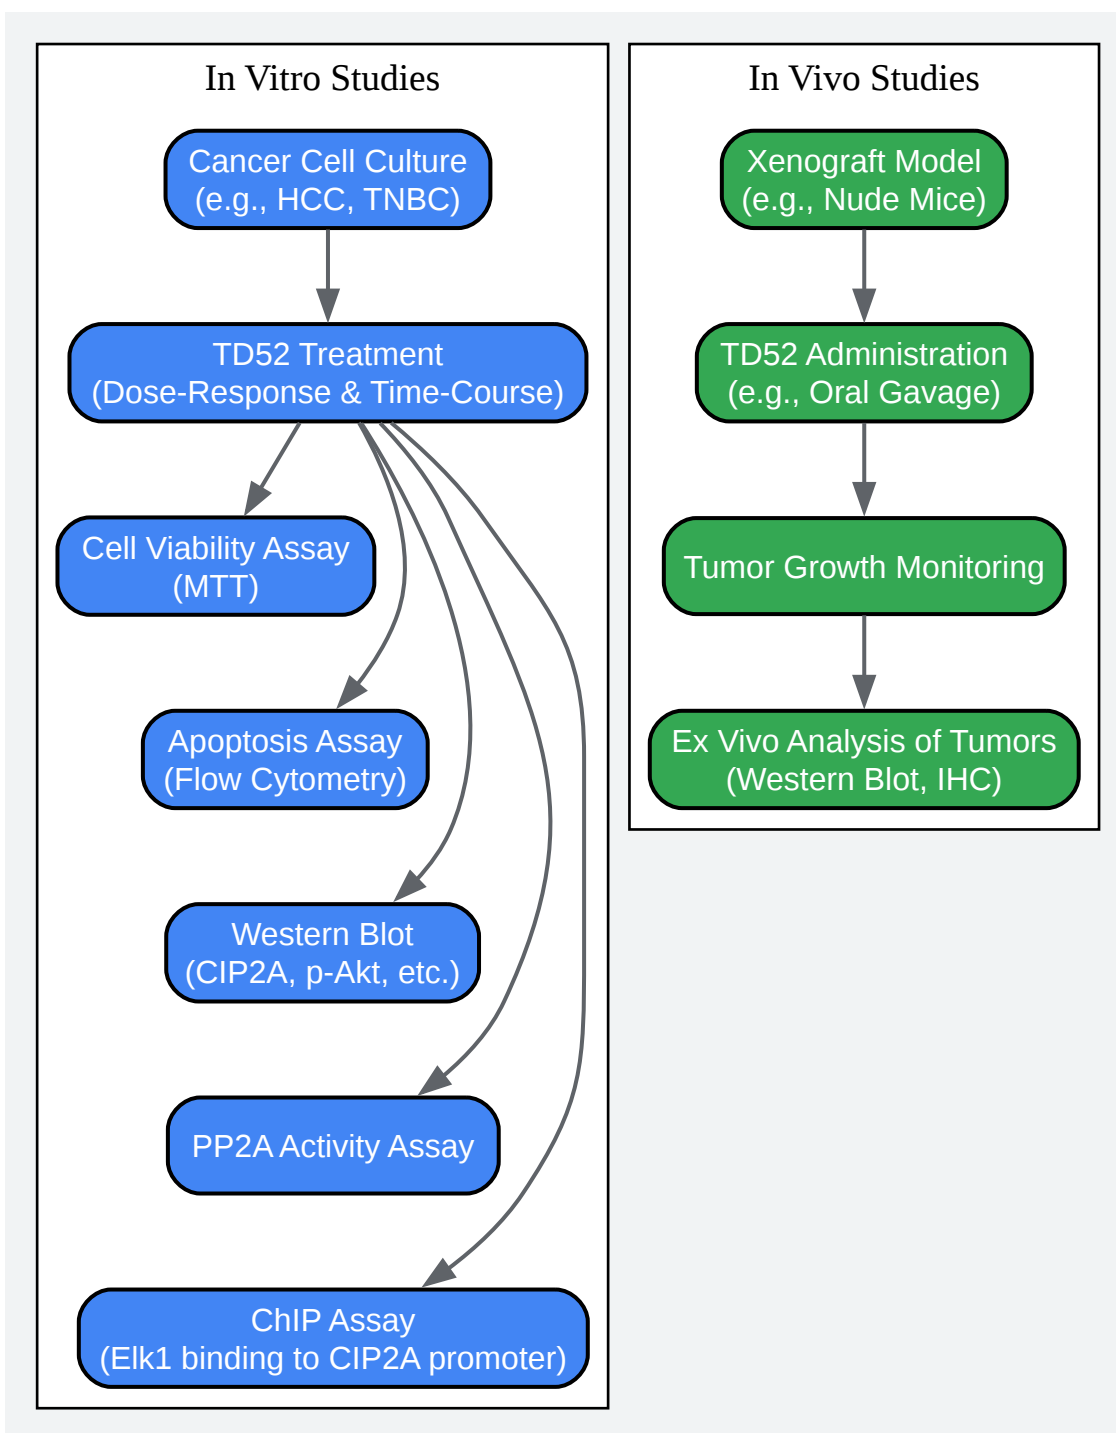 In Vitro Studies
Cancer Cell Culture
(e.g., HCC, TNBC)
TD52 Treatment
(Dose-Response & Time-Course)
Cell Viability Assay
(MTT)
Apoptosis Assay
(Flow Cytometry)
Western Blot
(CIP2A, p-Akt, etc.)
PP2A Activity Assay
ChIP Assay
(Elk1 binding to CIP2A promoter)
In Vivo Studies
Xenograft Model
(e.g., Nude Mice)
TD52 Administration
(e.g., Oral Gavage)
Tumor Growth Monitoring
Ex Vivo Analysis of Tumors
(Western Blot, IHC)